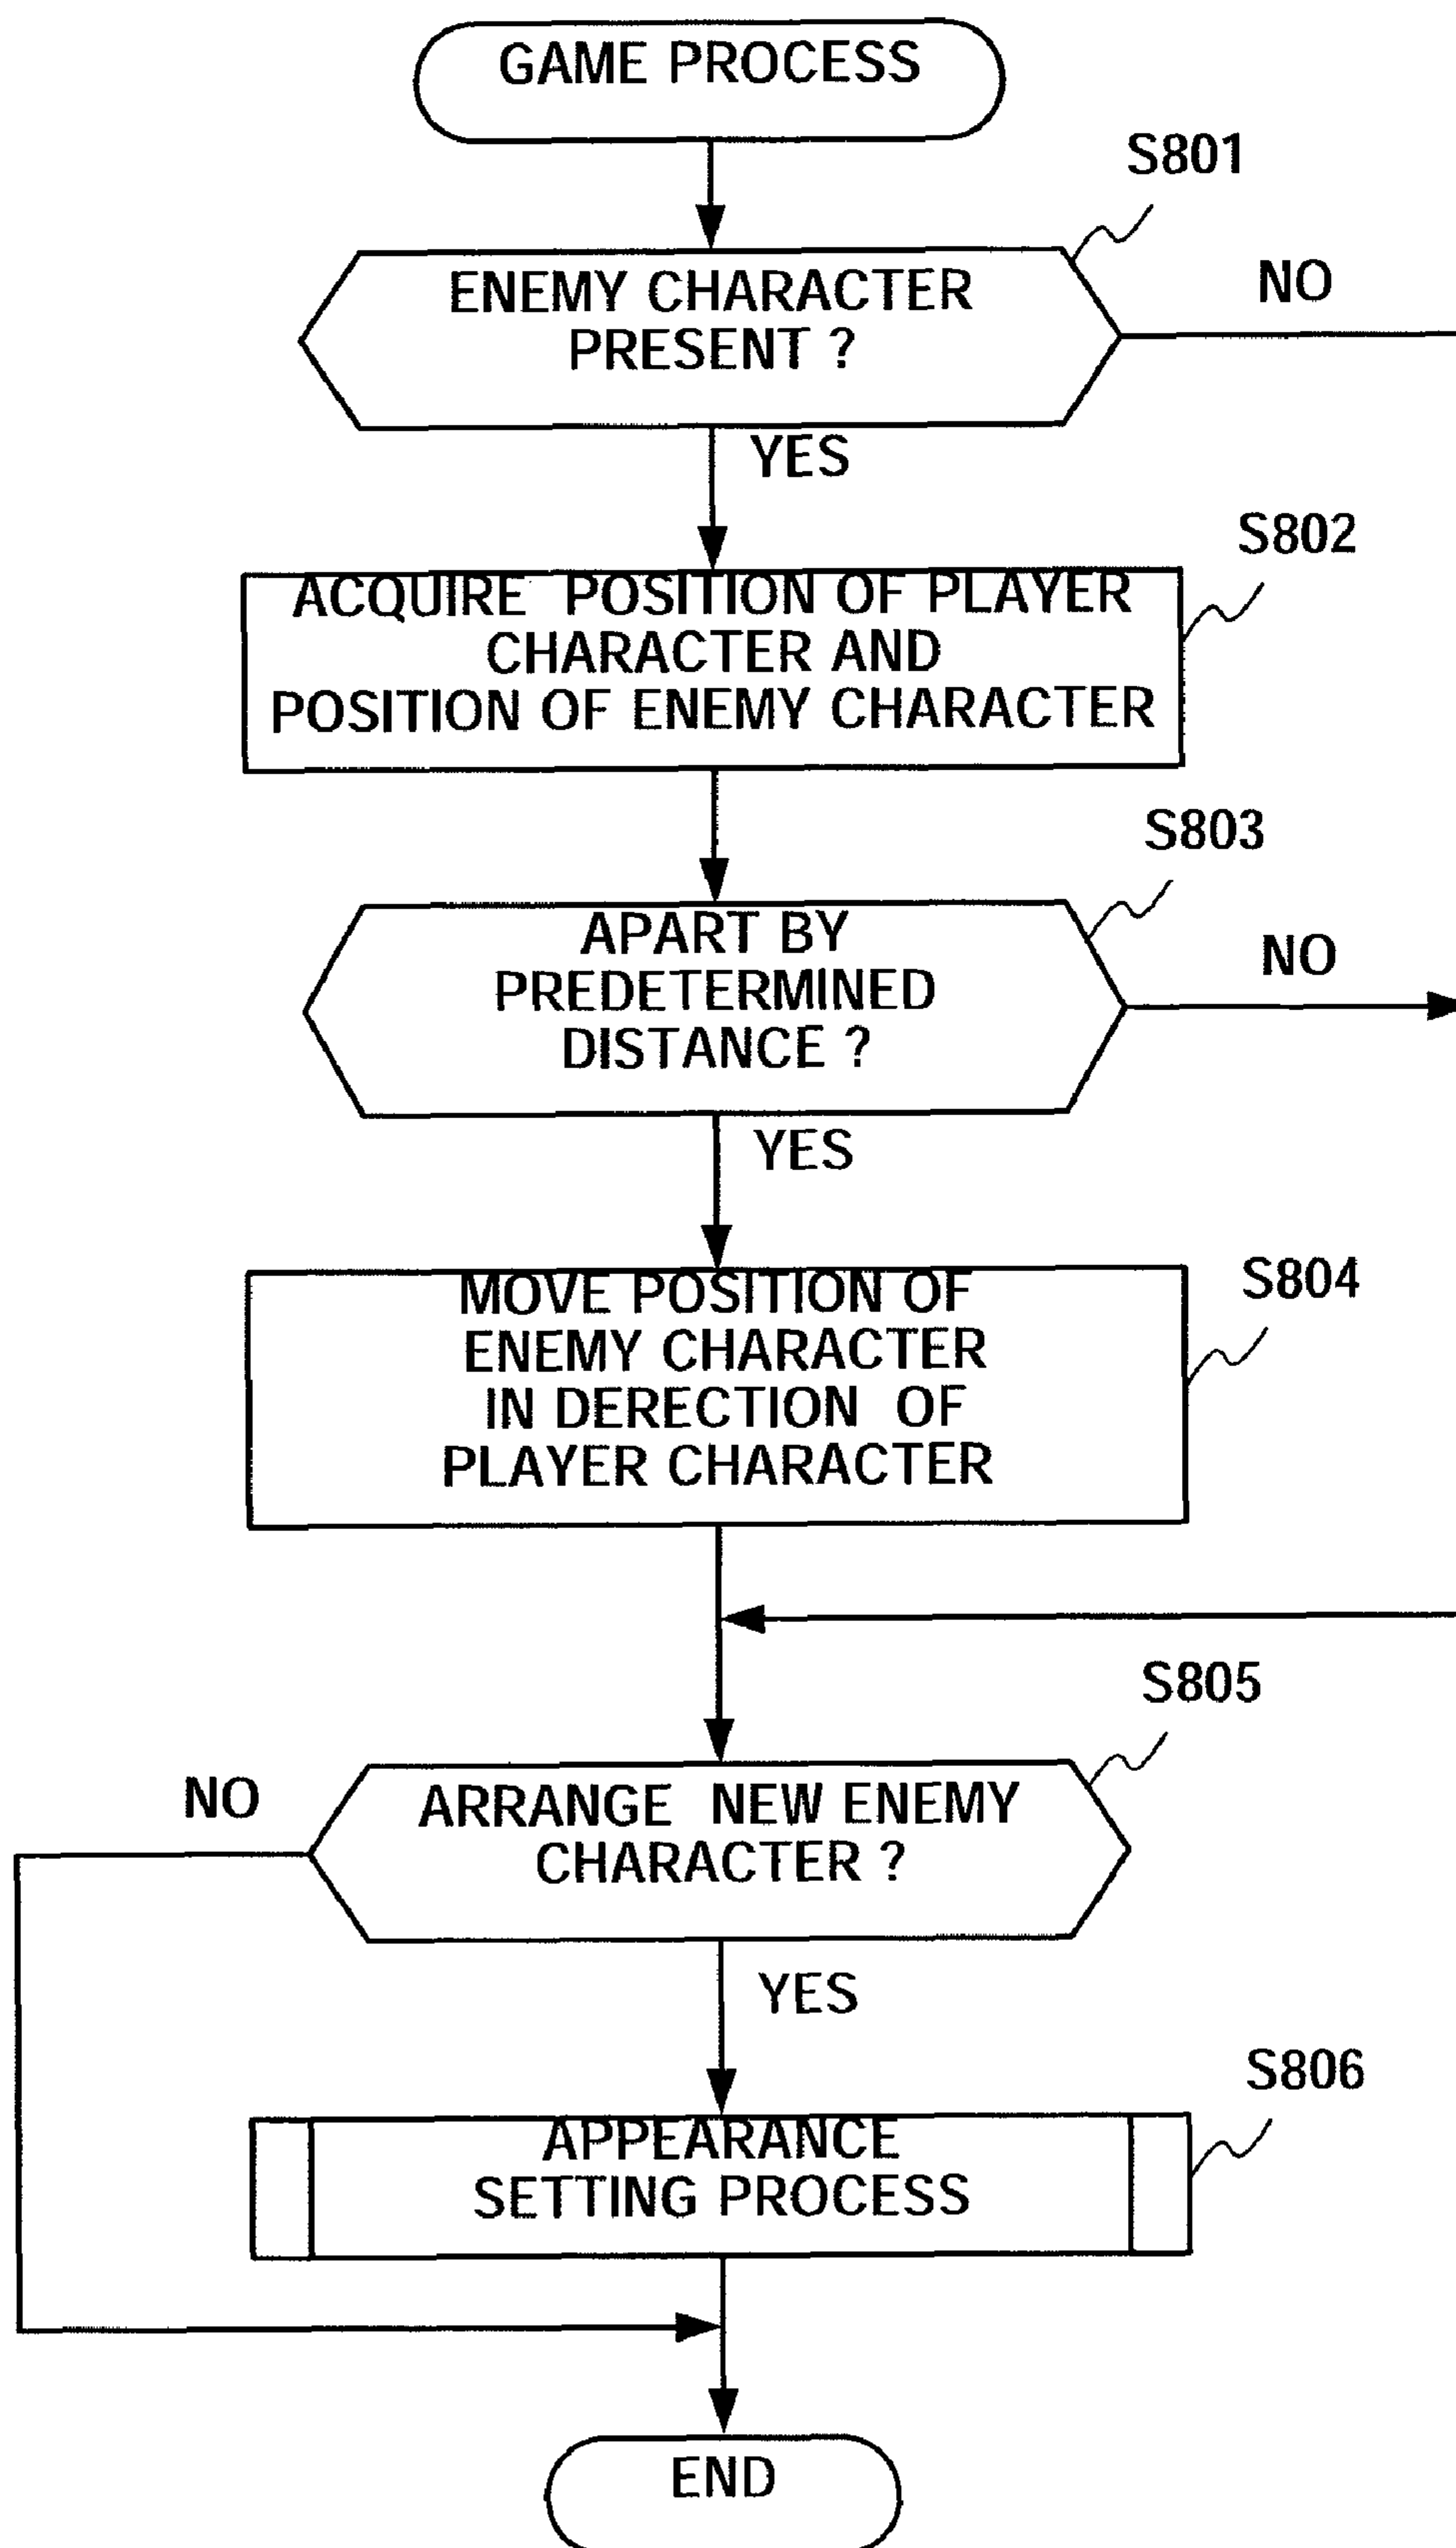 GAME PROCESS
S801
ENEMY CHARACTER
PRESENT ?
NO
YES
S802
ACQUIRE POSITION OF PLAYER
CHARACTER AND
POSITION OF ENEMY CHARACTER
S803
APART BY
PREDETERMINED
DISTANCE ?
NO
YES
S804
MOVE POSITION OF
ENEMY CHARACTER
IN DERECTION OF
PLAYER CHARACTER
S805
NO
ARRANGE NEW ENEMY
CHARACTER ?
YES
S806
APPEARANCE
SETTING PROCESS
END